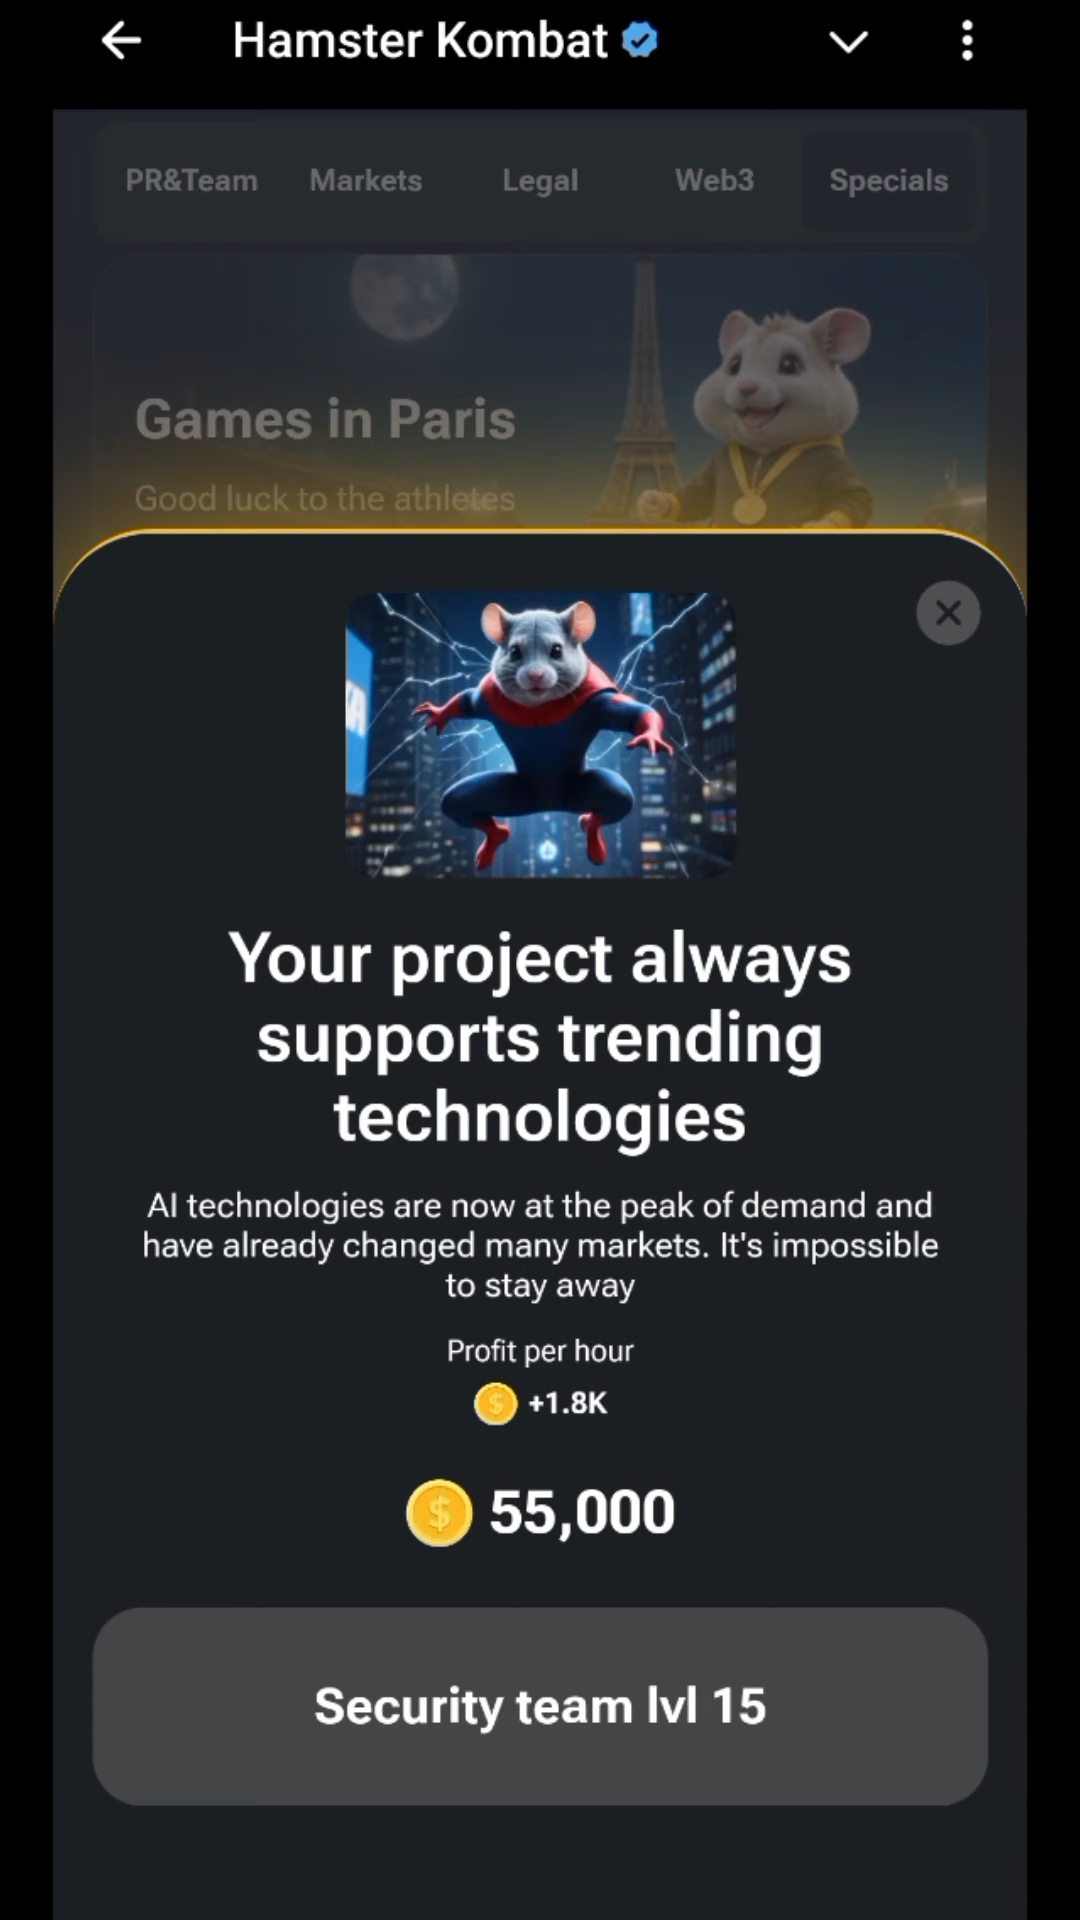 Hamster Kombat
PR&Team Markets Legal Web3 Specials
Games in Paris
Good luck to the athletes
Your project always
supports trending
technologies
AI technologies are now at the peak of demand and
have already changed many markets. It's impossible
to stay away
Profit per hour
+1.8K
55,000
Security team lvl 15